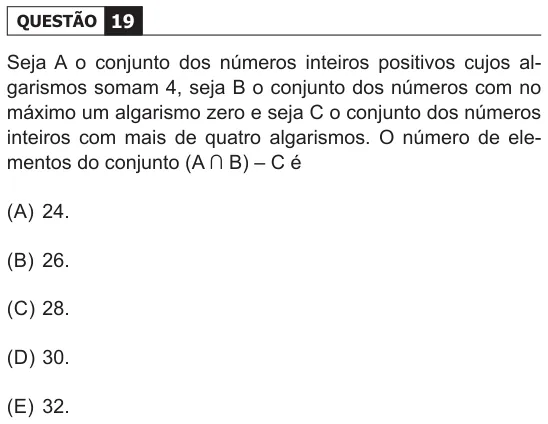 QUESTÃO 19
Seja A o conjunto dos números inteiros positivos cujos al-
garismos somam 4, seja B o conjunto dos números com no
máximo um algarismo zero e seja C o conjunto dos números
inteiros com mais de quatro algarismos. O número de ele-
mentos do conjunto (A ∩ B) – C é
(A) 24.
(B) 26.
(C) 28.
(D) 30.
(E) 32.